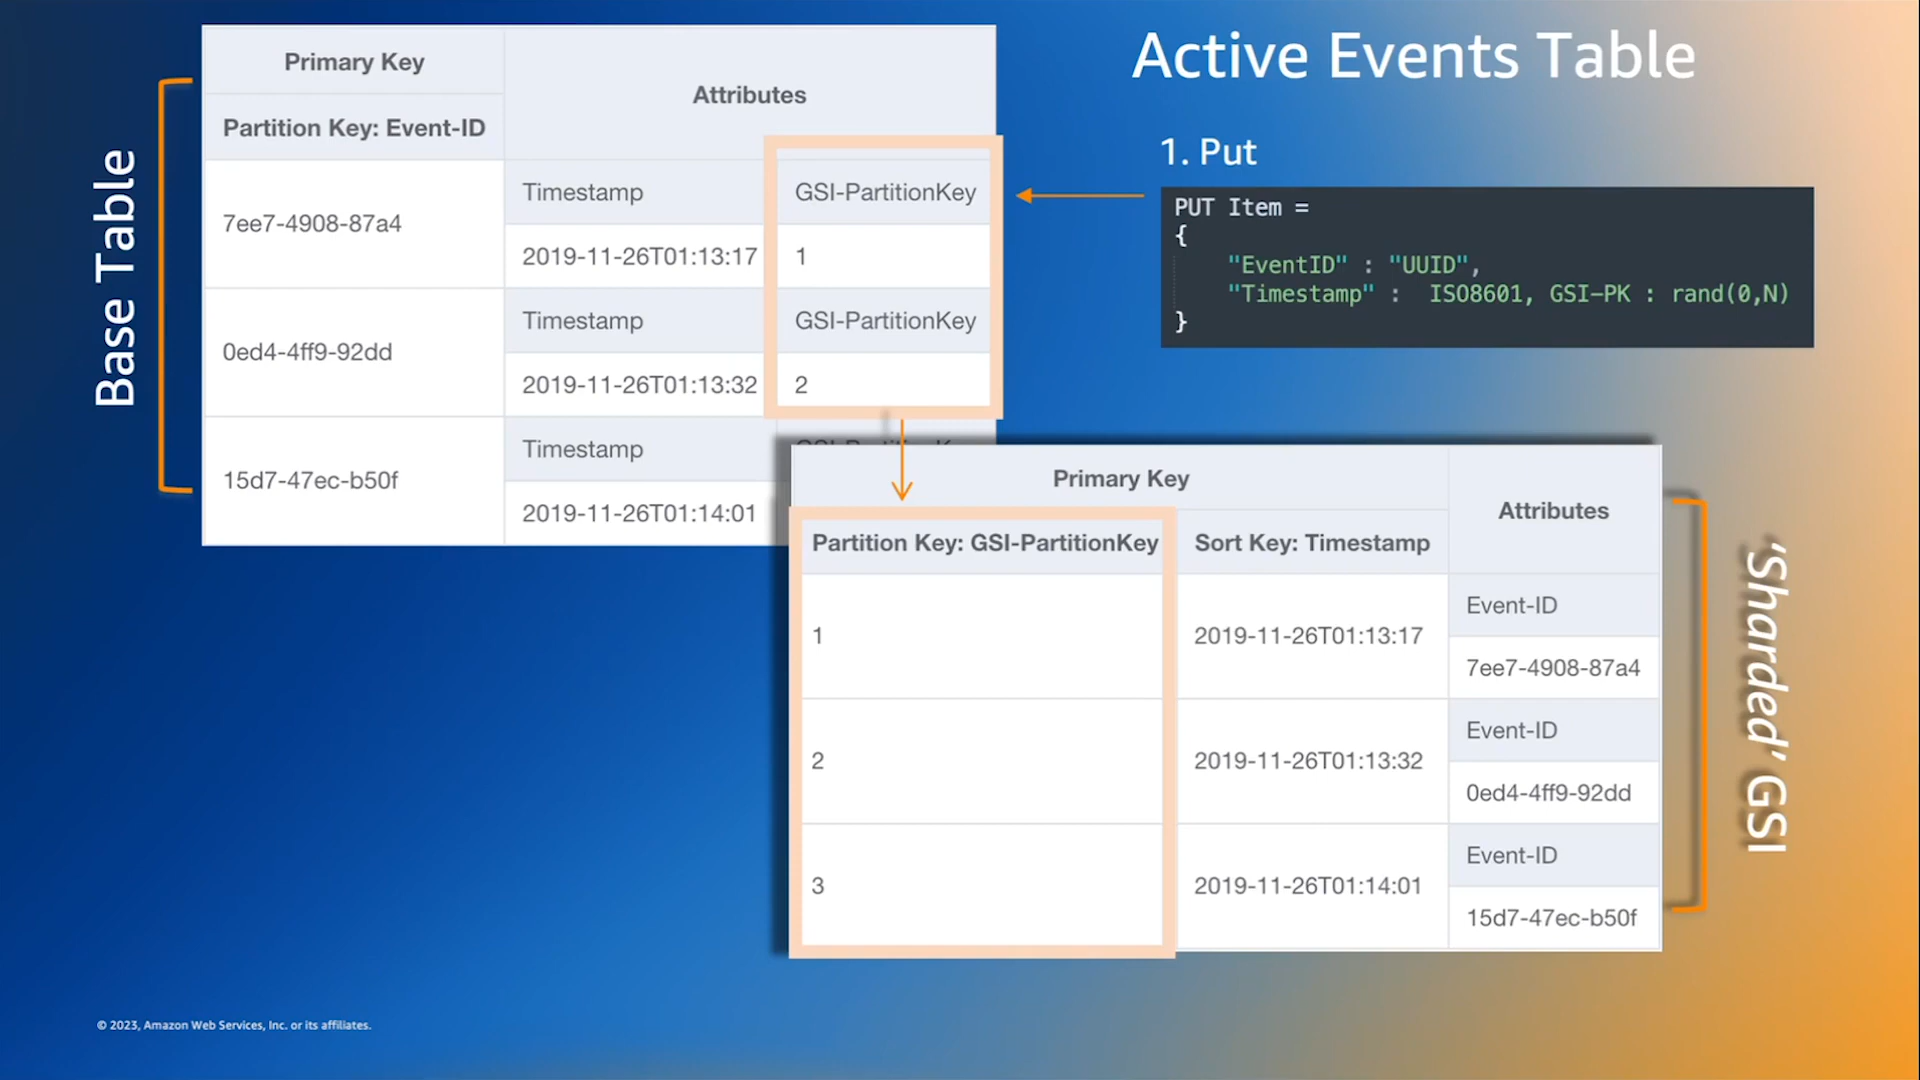 Active Events Table
Base Table
Primary Key
Attributes
Partition Key: Event-ID
7ee7-4908-87a4
Timestamp
GSI-PartitionKey
2019-11-26T01:13:17
1
0ed4-4ff9-92dd
Timestamp
GSI-PartitionKey
2019-11-26T01:13:32
2
15d7-47ec-b50f
Timestamp
2019-11-26T01:14:01
1. Put
PUT Item =
{
"EventID" : "UUID",
"Timestamp" : ISO8601, GSI-PK : rand(0,N)
}
Primary Key
Attributes
Partition Key: GSI-PartitionKey
Sort Key: Timestamp
1
2019-11-26T01:13:17
Event-ID
7ee7-4908-87a4
2
2019-11-26T01:13:32
Event-ID
0ed4-4ff9-92dd
3
2019-11-26T01:14:01
Event-ID
15d7-47ec-b50f
'Sharded' GSI
© 2023, Amazon Web Services, Inc. or its affiliates.